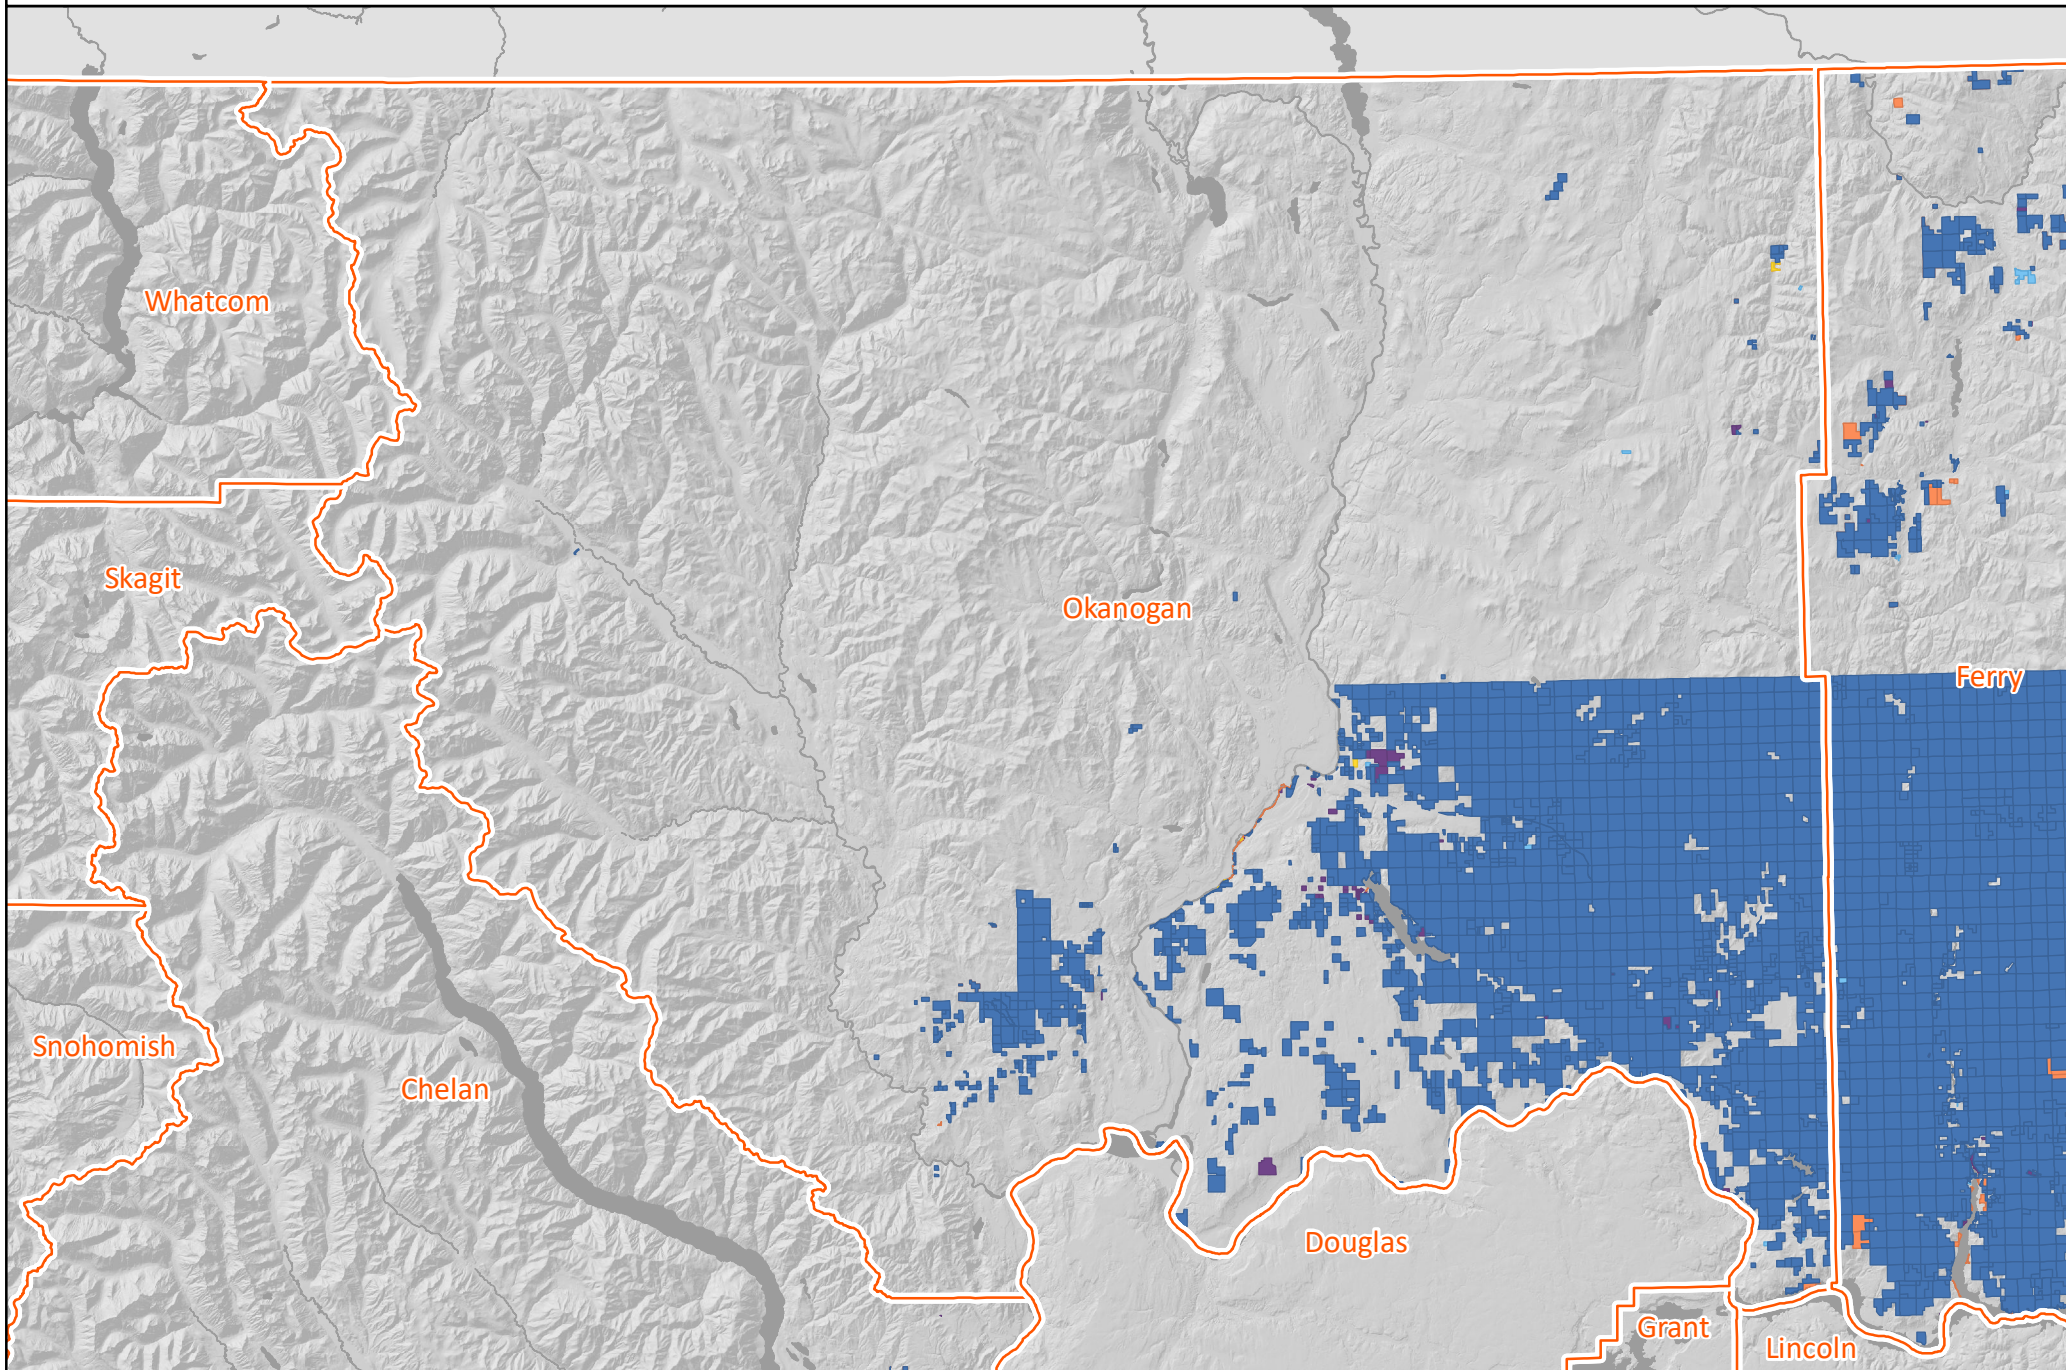 Whatcom
Skagit
Okanogan
Ferry
Snohomish
Chelan
Douglas
Grant
Lincoln